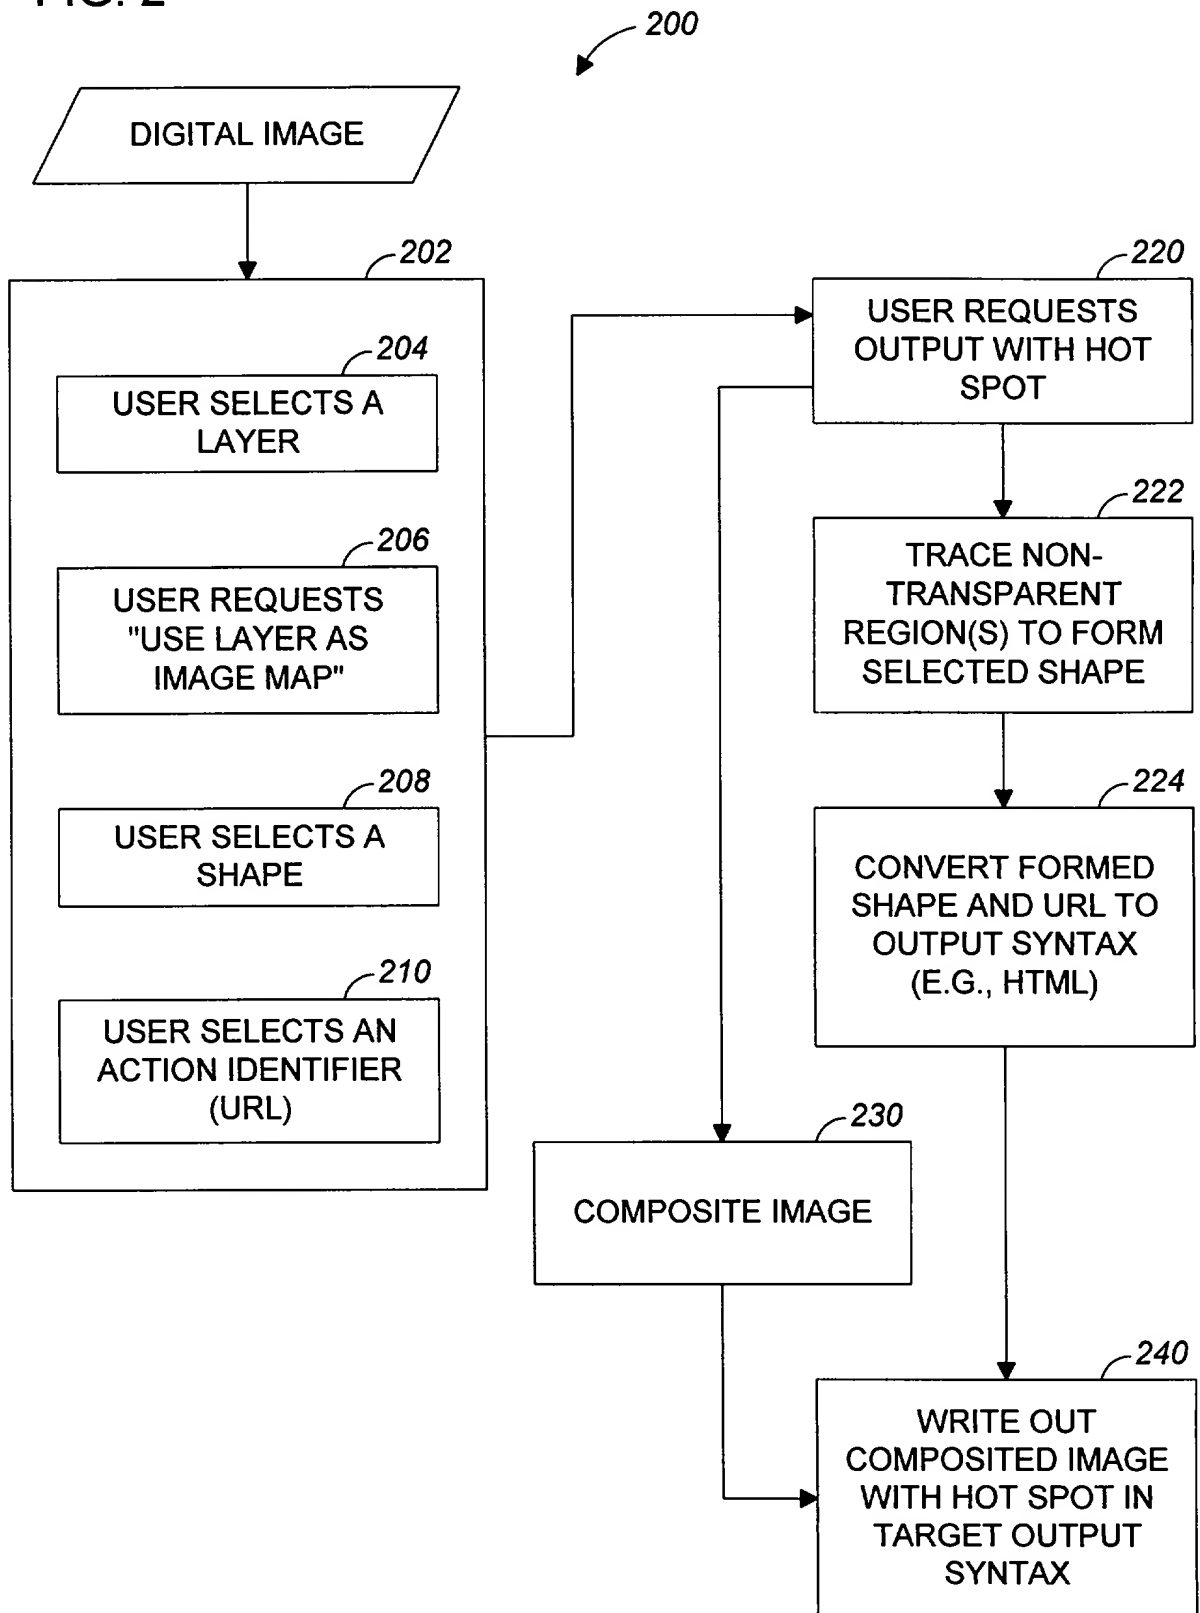 FIG. 2
200
DIGITAL IMAGE
202
204
USER SELECTS A
LAYER
206
USER REQUESTS
"USE LAYER AS
IMAGE MAP"
208
USER SELECTS A
SHAPE
210
USER SELECTS AN
ACTION IDENTIFIER
(URL)
220
USER REQUESTS
OUTPUT WITH HOT
SPOT
222
TRACE NON-
TRANSPARENT
REGION(S) TO FORM
SELECTED SHAPE
224
CONVERT FORMED
SHAPE AND URL TO
OUTPUT SYNTAX
(E.G., HTML)
230
COMPOSITE IMAGE
240
WRITE OUT
COMPOSITED IMAGE
WITH HOT SPOT IN
TARGET OUTPUT
SYNTAX